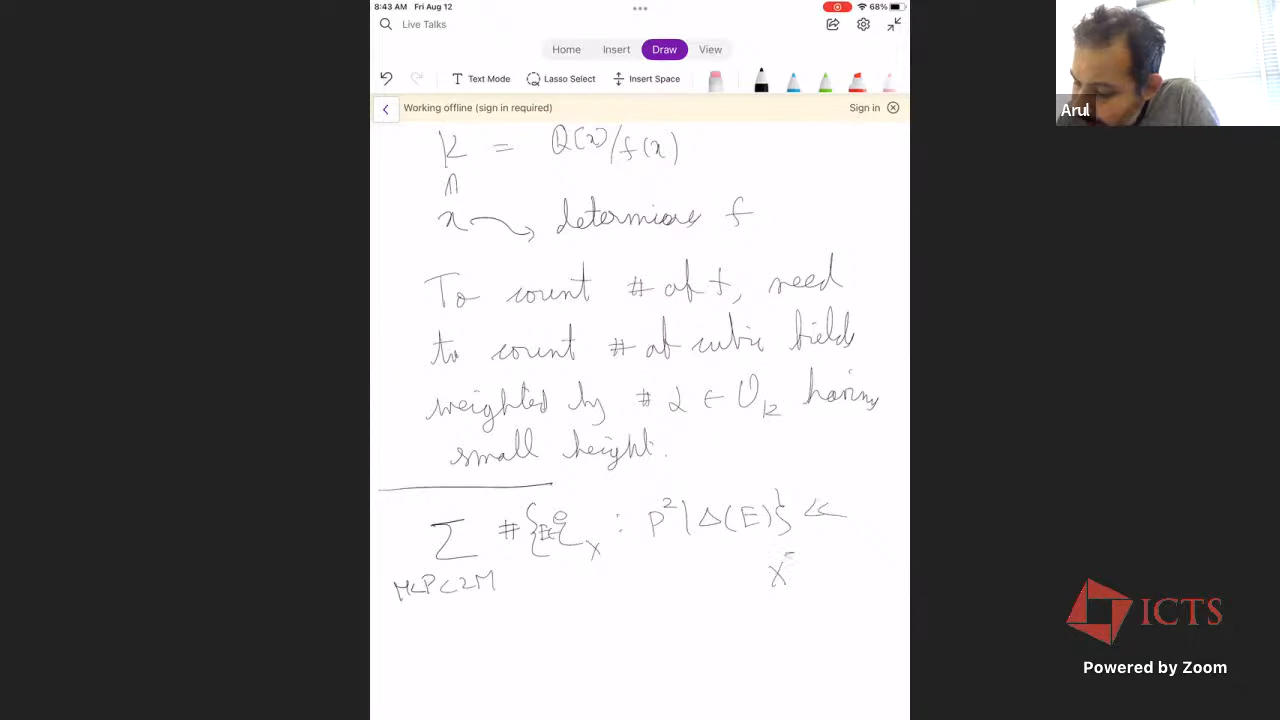 8:43 AM Fri Aug 12
68%
Live Talks
Home Insert Draw View
Text Mode Lasso Select Insert Space
Working offline (sign in required) Sign in
Arul
K = Q(x)/f(x)
x determines f
To count # of f, need
to count # of cubic fields
weighted by # α ∈ O_K having
small height.
Σ #{E∈ℰ_X : p²|Δ(E)} ≪
M<P<2M X
ICTS
Powered by Zoom